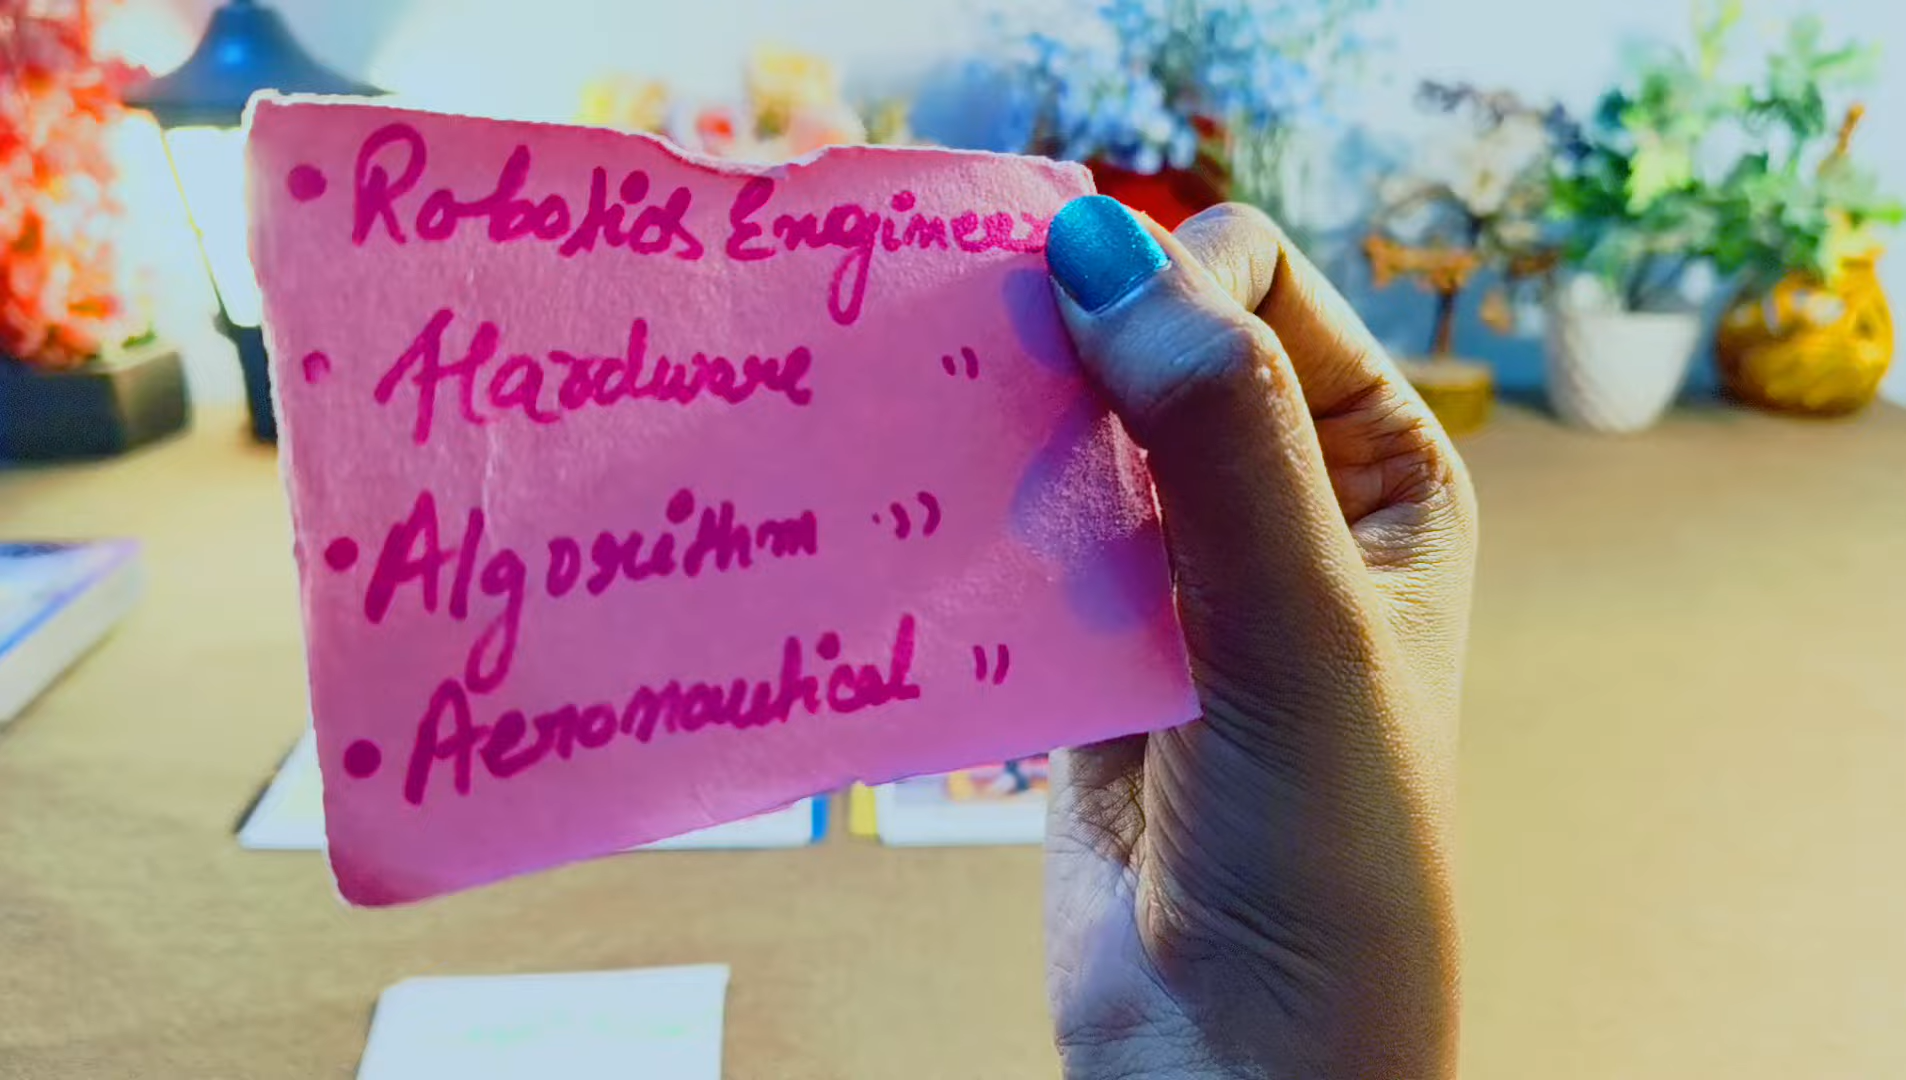 • Robotics Engineer
• Hardware "
• Algorithm "
• Aeronautical "